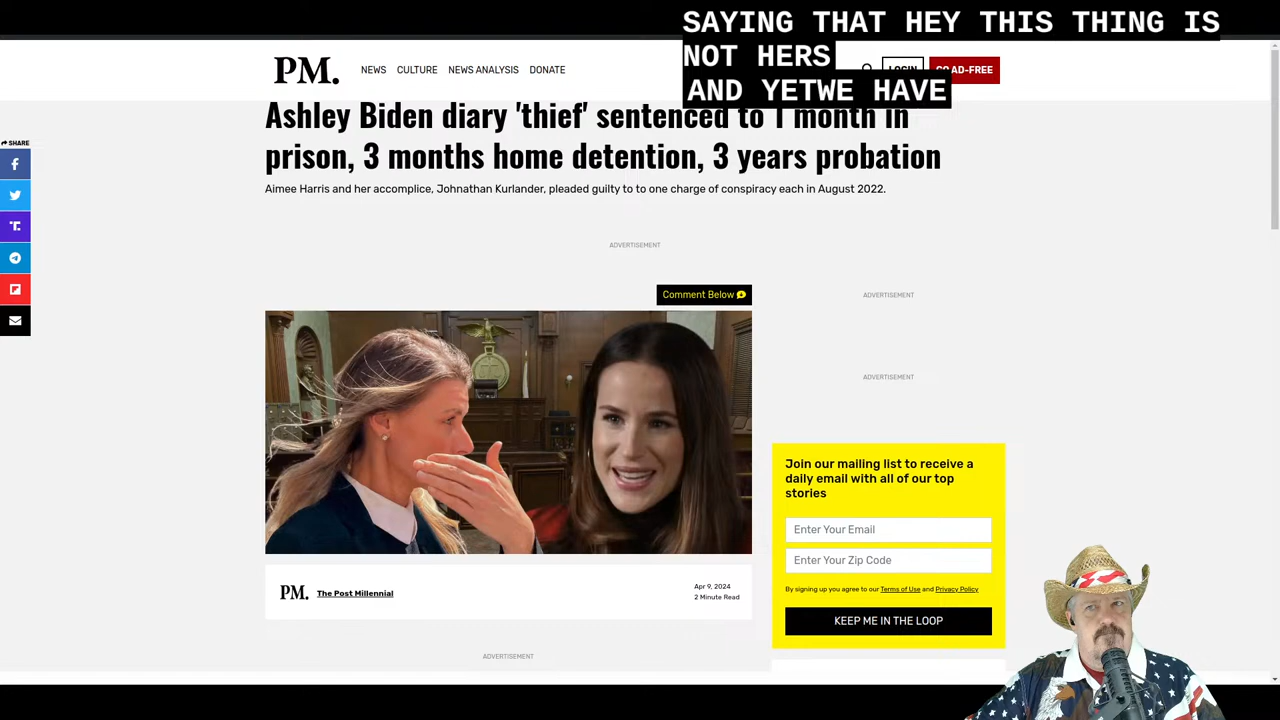 SAYING THAT HEY THIS THING IS
NOT HERS
AND YETWE HAVE
PM.
NEWS CULTURE NEWS ANALYSIS DONATE
LOGIN
AD-FREE
Ashley Biden diary 'thief' sentenced to 1 month in
prison, 3 months home detention, 3 years probation
SHARE
Aimee Harris and her accomplice, Johnathan Kurlander, pleaded guilty to to one charge of conspiracy each in August 2022.
ADVERTISEMENT
Comment Below
ADVERTISEMENT
ADVERTISEMENT
Join our mailing list to receive a
daily email with all of our top
stories
Enter Your Email
Enter Your Zip Code
By signing up you agree to our Terms of Use and Privacy Policy
KEEP ME IN THE LOOP
PM. The Post Millennial
Apr 9, 2024
2 Minute Read
ADVERTISEMENT